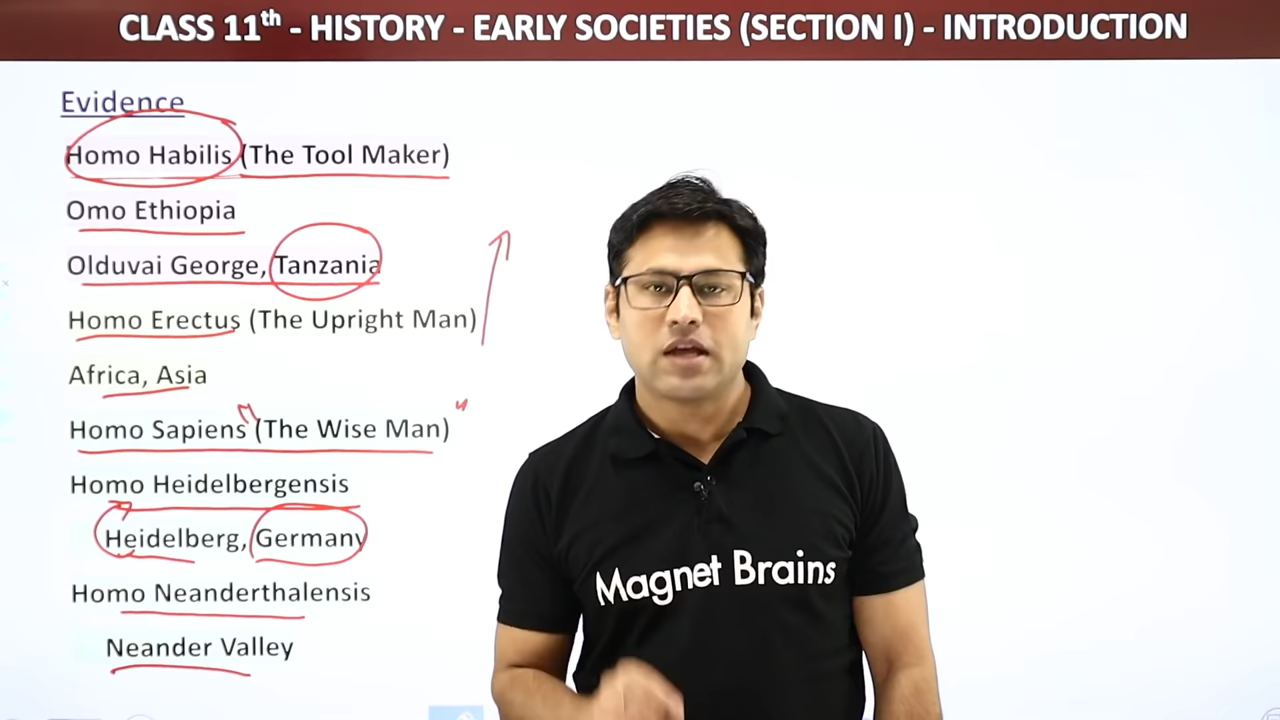 CLASS 11th - HISTORY - EARLY SOCIETIES (SECTION I) - INTRODUCTION
Evidence
Homo Habilis (The Tool Maker)
Omo Ethiopia
Olduvai George, Tanzania
Homo Erectus (The Upright Man)
Africa, Asia
Homo Sapiens (The Wise Man)
Homo Heidelbergensis
Heidelberg, Germany
Homo Neanderthalensis
Neander Valley
Magnet Brains